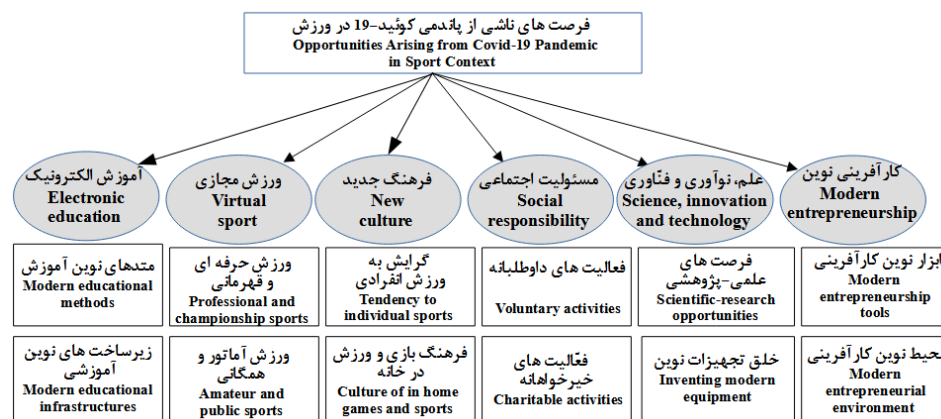 فرصت های ناشی از پاندمی کوئید-19 در ورزش
Opportunities Arising from Covid-19 Pandemic
in Sport Context
آموزش الکترونیک
Electronic
education
ورزش مجازی
Virtual
sport
فرهنگ جدید
New
culture
مسئولیت اجتماعی
Social
responsibility
علم، نوآوری و فنّاوری
Science, innovation
and technology
کارآفرینی نوین
Modern
entrepreneurship
متدهای نوین آموزش
Modern educational
methods
ورزش حرفه ای
و قهرمانی
Professional and
championship sports
گرایش به
ورزش انفرادی
Tendency to
individual sports
فعالیت های داوطلبانه
Voluntary activities
فرصت های
علمی-پژوهشی
Scientific-research
opportunities
ابزار نوین کارآفرینی
Modern
entrepreneurship
tools
زیرساخت های نوین
آموزشی
Modern educational
infrastructures
ورزش آماتور و
همگانی
Amateur and
public sports
فرهنگ بازی و ورزش
در خانه
Culture of in home
games and sports
فعّالیت های
خیرخواهانه
Charitable activities
خلق تجهیزات نوین
Inventing modern
equipment
محیط نوین کارآفرینی
Modern
entrepreneurial
environment